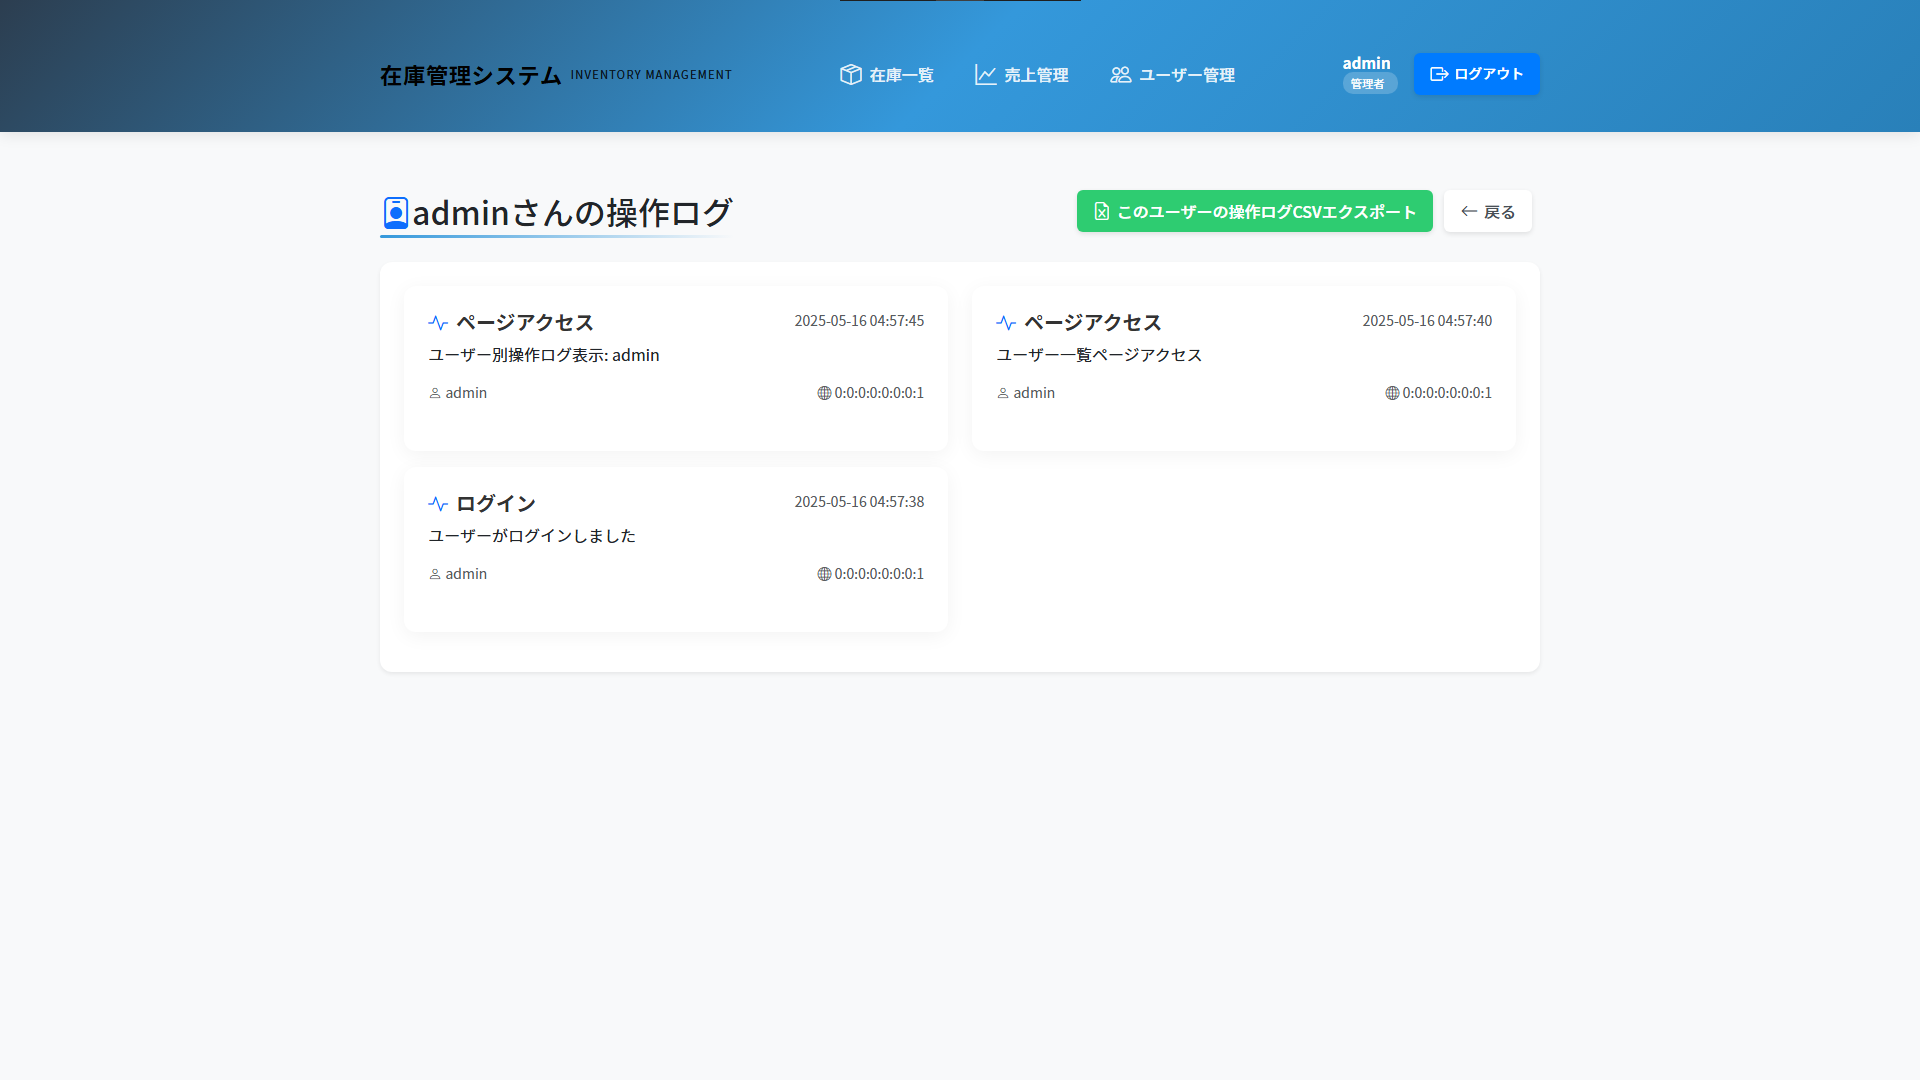 在庫管理システム INVENTORY MANAGEMENT
在庫一覧
売上管理
ユーザー管理
admin
管理者
ログアウト
adminさんの操作ログ
このユーザーの操作ログCSVエクスポート
戻る
ページアクセス 2025-05-16 04:57:45
ユーザー別操作ログ表示: admin
admin 0:0:0:0:0:0:0:1
ページアクセス 2025-05-16 04:57:40
ユーザー一覧ページアクセス
admin 0:0:0:0:0:0:0:1
ログイン 2025-05-16 04:57:38
ユーザーがログインしました
admin 0:0:0:0:0:0:0:1